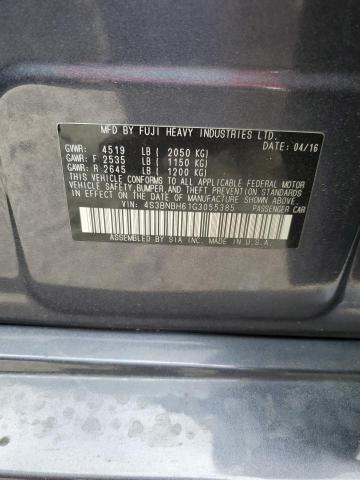 MFD BY FUJI HEAVY INDUSTRIES LTD.
GVWR: 4519 LB ( 2050 KG) DATE: 04/16
GAWR: F 2535 LB ( 1150 KG)
GAWR: R 2645 LB ( 1200 KG)
THIS VEHICLE CONFORMS TO ALL APPLICABLE FEDERAL MOTOR
VEHICLE SAFETY, BUMPER AND THEFT PREVENTION STANDARDS
IN EFFECT ON THE DATE OF MANUFACTURE SHOWN ABOVE.
PASSENGER CAR
VIN: 4S3BNBH61G3055385
ASSEMBLED BY SIA INC. MADE IN U.S.A.